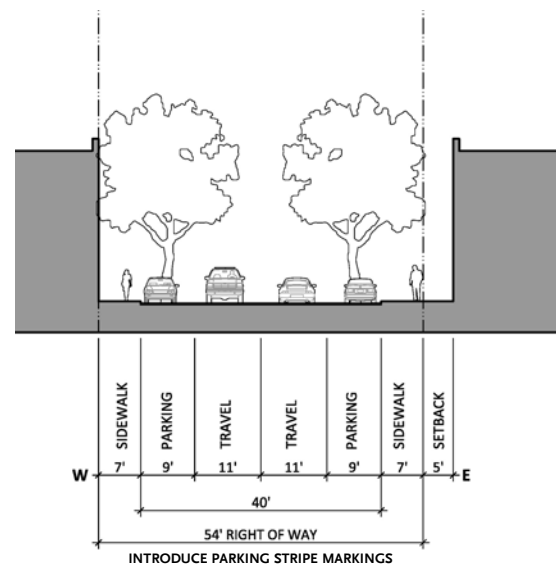 SIDEWALK
PARKING
TRAVEL
TRAVEL
PARKING
SIDEWALK
SETBACK
W 7' 9' 11' 11' 9' 7' 5' E
40'
54' RIGHT OF WAY
INTRODUCE PARKING STRIPE MARKINGS